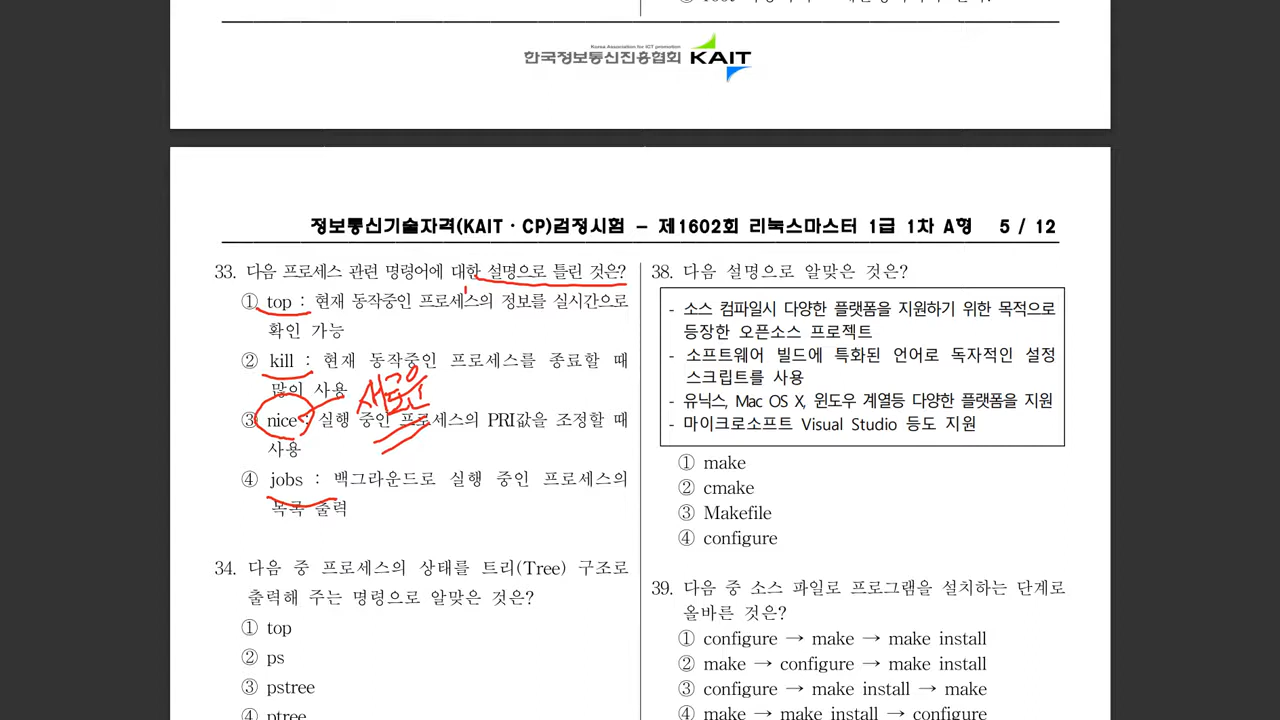 Korea Association for ICT promotion
한국정보통신진흥협회 KAIT
정보통신기술자격(KAIT · CP)검정시험 - 제1602회 리눅스마스터 1급 1차 A형 5 / 12
33. 다음 프로세스 관련 명령어에 대한 설명으로 틀린 것은?
① top : 현재 동작중인 프로세스의 정보를 실시간으로
확인 가능
② kill : 현재 동작중인 프로세스를 종료할 때
많이 사용
새로운
③ nice : 실행 중인 프로세스의 PRI값을 조정할 때
사용
④ jobs : 백그라운드로 실행 중인 프로세스의
목록 출력
34. 다음 중 프로세스의 상태를 트리(Tree) 구조로
출력해 주는 명령으로 알맞은 것은?
① top
② ps
③ pstree
④ ptree
38. 다음 설명으로 알맞은 것은?
- 소스 컴파일시 다양한 플랫폼을 지원하기 위한 목적으로
등장한 오픈소스 프로젝트
- 소프트웨어 빌드에 특화된 언어로 독자적인 설정
스크립트를 사용
- 유닉스, Mac OS X, 윈도우 계열등 다양한 플랫폼을 지원
- 마이크로소프트 Visual Studio 등도 지원
① make
② cmake
③ Makefile
④ configure
39. 다음 중 소스 파일로 프로그램을 설치하는 단계로
올바른 것은?
① configure → make → make install
② make → configure → make install
③ configure → make install → make
④ make → make install → configure